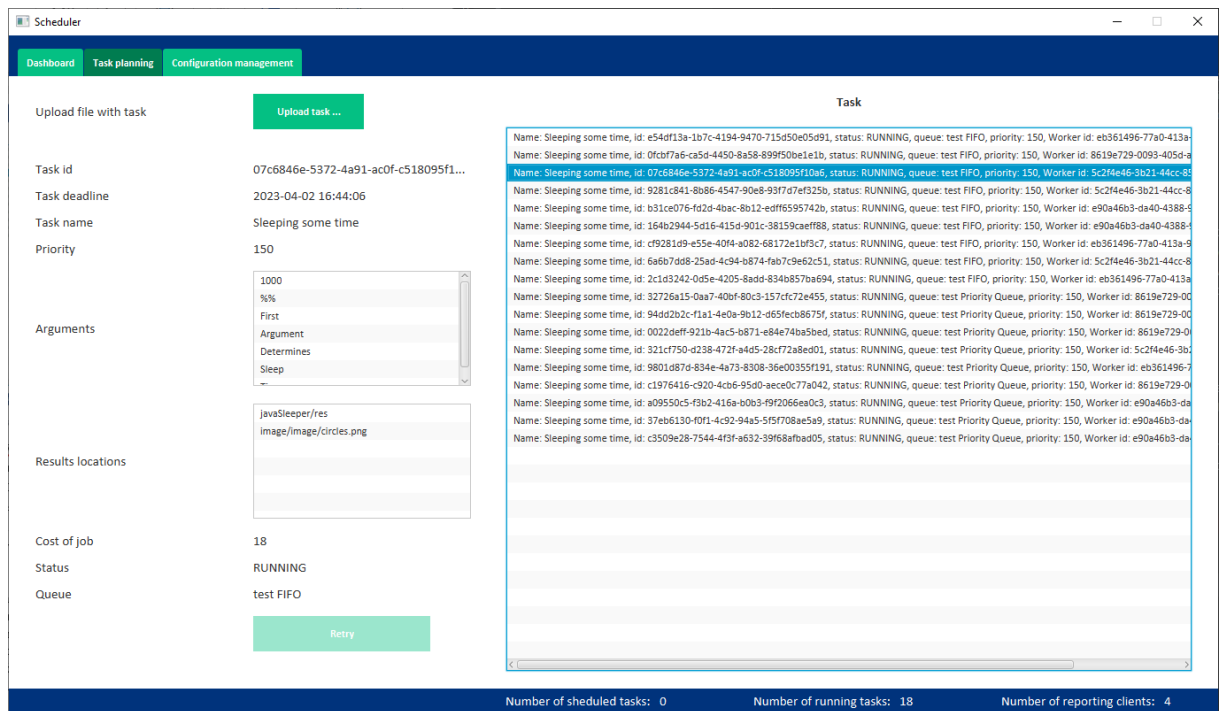 Scheduler
Dashboard Task planning Configuration management
Upload file with task
Upload task ...
Task id 07c6846e-5372-4a91-ac0f-c518095f1...
Task deadline 2023-04-02 16:44:06
Task name Sleeping some time
Priority 150
Arguments
1000
%%
First
Argument
Determines
Sleep
Results locations
javaSleeper/res
image/image/circles.png
Cost of job 18
Status RUNNING
Queue test FIFO
Retry
Task
Name: Sleeping some time, id: e54df13a-1b7c-4194-9470-715d50e05d91, status: RUNNING, queue: test FIFO, priority: 150, Worker id: eb361496-77a0-413a-
Name: Sleeping some time, id: 0fcbf7a6-ca5d-4450-8a58-899f50be1e1b, status: RUNNING, queue: test FIFO, priority: 150, Worker id: 8619e729-0093-405d-a
Name: Sleeping some time, id: 07c6846e-5372-4a91-ac0f-c518095f10a6, status: RUNNING, queue: test FIFO, priority: 150, Worker id: 5c2f4e46-3b21-44cc-85
Name: Sleeping some time, id: 9281c841-8b86-4547-90e8-93f7d7ef325b, status: RUNNING, queue: test FIFO, priority: 150, Worker id: 5c2f4e46-3b21-44cc-8
Name: Sleeping some time, id: b31ce076-fd2d-4bac-8b12-edff6595742b, status: RUNNING, queue: test FIFO, priority: 150, Worker id: e90a46b3-da40-4388-9
Name: Sleeping some time, id: 164b2944-5d16-415d-901c-38159caeff88, status: RUNNING, queue: test FIFO, priority: 150, Worker id: e90a46b3-da40-4388-9
Name: Sleeping some time, id: cf9281d9-e55e-40f4-a082-68172e1bf3c7, status: RUNNING, queue: test FIFO, priority: 150, Worker id: eb361496-77a0-413a-9
Name: Sleeping some time, id: 6a6b7dd8-25ad-4c94-b874-fab7c9e62c51, status: RUNNING, queue: test FIFO, priority: 150, Worker id: 5c2f4e46-3b21-44cc-8
Name: Sleeping some time, id: 2c1d3242-0d5e-4205-8add-834b857ba694, status: RUNNING, queue: test FIFO, priority: 150, Worker id: eb361496-77a0-413a
Name: Sleeping some time, id: 32726a15-0aa7-40bf-80c3-157cfc72e455, status: RUNNING, queue: test Priority Queue, priority: 150, Worker id: 8619e729-00
Name: Sleeping some time, id: 94dd2b2c-f1a1-4e0a-9b12-d65fecb8675f, status: RUNNING, queue: test Priority Queue, priority: 150, Worker id: 8619e729-00
Name: Sleeping some time, id: 0022deff-921b-4ac5-b871-e84e74ba5bed, status: RUNNING, queue: test Priority Queue, priority: 150, Worker id: 8619e729-0
Name: Sleeping some time, id: 321cf750-d238-472f-a4d5-28cf72a8ed01, status: RUNNING, queue: test Priority Queue, priority: 150, Worker id: 5c2f4e46-3b
Name: Sleeping some time, id: 9801d87d-834e-4a73-8308-36e00355f191, status: RUNNING, queue: test Priority Queue, priority: 150, Worker id: eb361496-7
Name: Sleeping some time, id: c1976416-c920-4cb6-95d0-aece0c77a042, status: RUNNING, queue: test Priority Queue, priority: 150, Worker id: 8619e729-0
Name: Sleeping some time, id: a09550c5-f3b2-416a-b0b3-f9f2066ea0c3, status: RUNNING, queue: test Priority Queue, priority: 150, Worker id: e90a46b3-da
Name: Sleeping some time, id: 37eb6130-f0f1-4c92-94a5-5f5f708ae5a9, status: RUNNING, queue: test Priority Queue, priority: 150, Worker id: e90a46b3-da
Name: Sleeping some time, id: c3509e28-7544-4f3f-a632-39f68afbad05, status: RUNNING, queue: test Priority Queue, priority: 150, Worker id: e90a46b3-da
Number of sheduled tasks: 0 Number of running tasks: 18 Number of reporting clients: 4